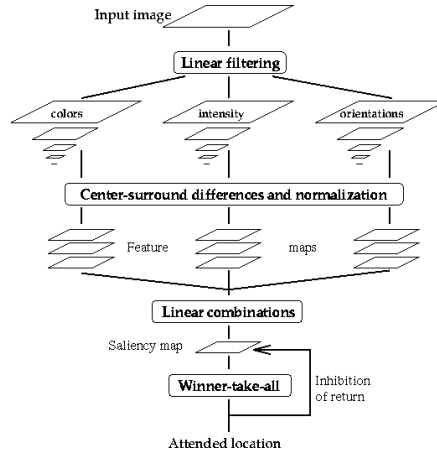 Input image
Linear filtering
colors
intensity
orientations
Center-surround differences and normalization
Feature
maps
Linear combinations
Saliency map
Winner-take-all
Inhibition
of return
Attended location